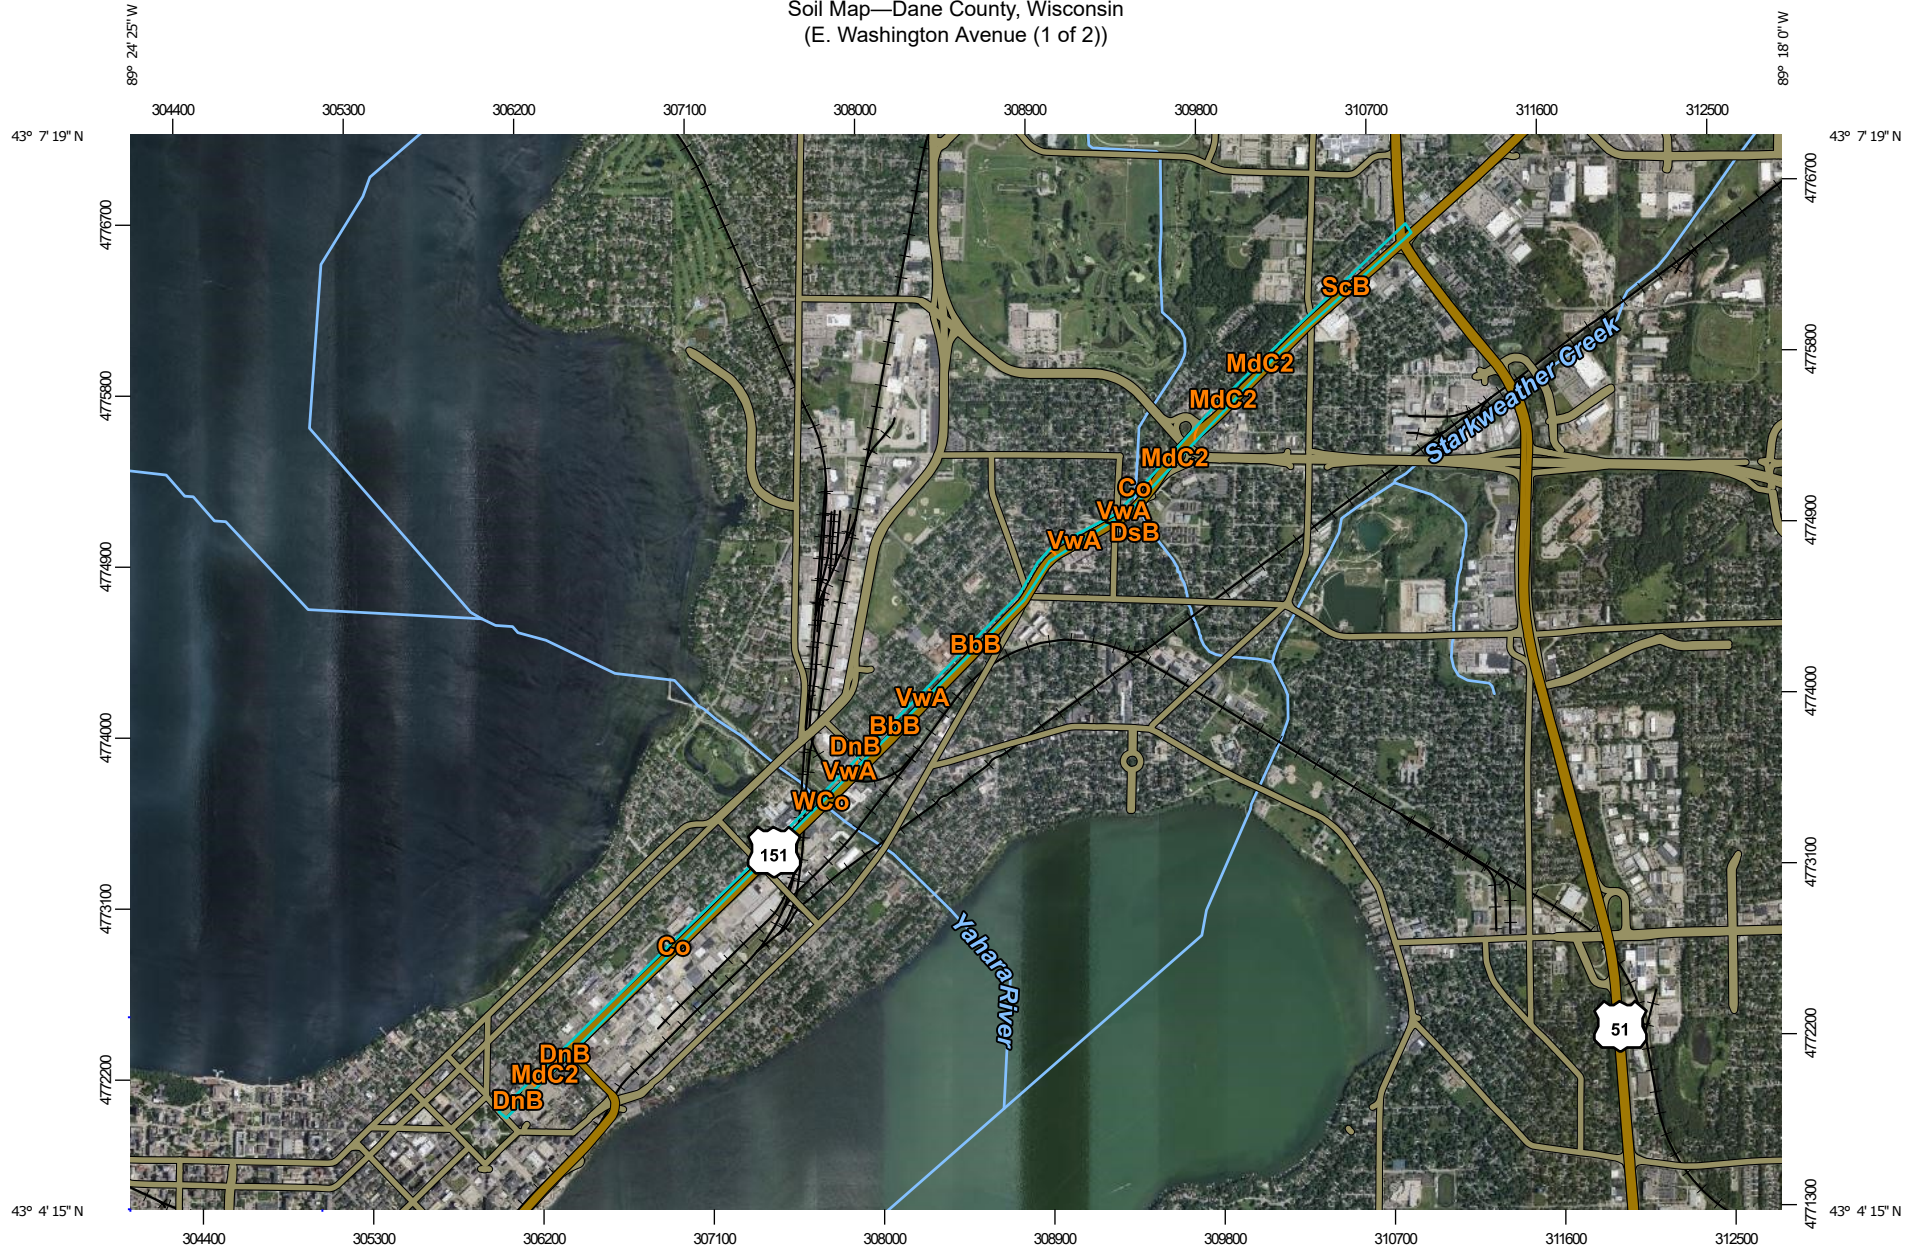 Soil Map—Dane County, Wisconsin
(E. Washington Avenue (1 of 2))
89° 24' 25" W
89° 18' 0" W
304400 305300 306200 307100 308000 308900 309800 310700 311600 312500
43° 7' 19" N
43° 7' 19" N
4776700
4776700
ScB
Starkweather Creek
4775800
MdC2
4775800
MdC2
MdC2
Co
VwA
4774900
DsB
VwA
4774900
BbB
4774000
VwA
BbB
4774000
DnB
VwA
WCo
151
4773100
4773100
Yahara River
Co
51
4772200
DnB
4772200
MdC2
DnB
4771300
43° 4' 15" N
43° 4' 15" N
304400 305300 306200 307100 308000 308900 309800 310700 311600 312500